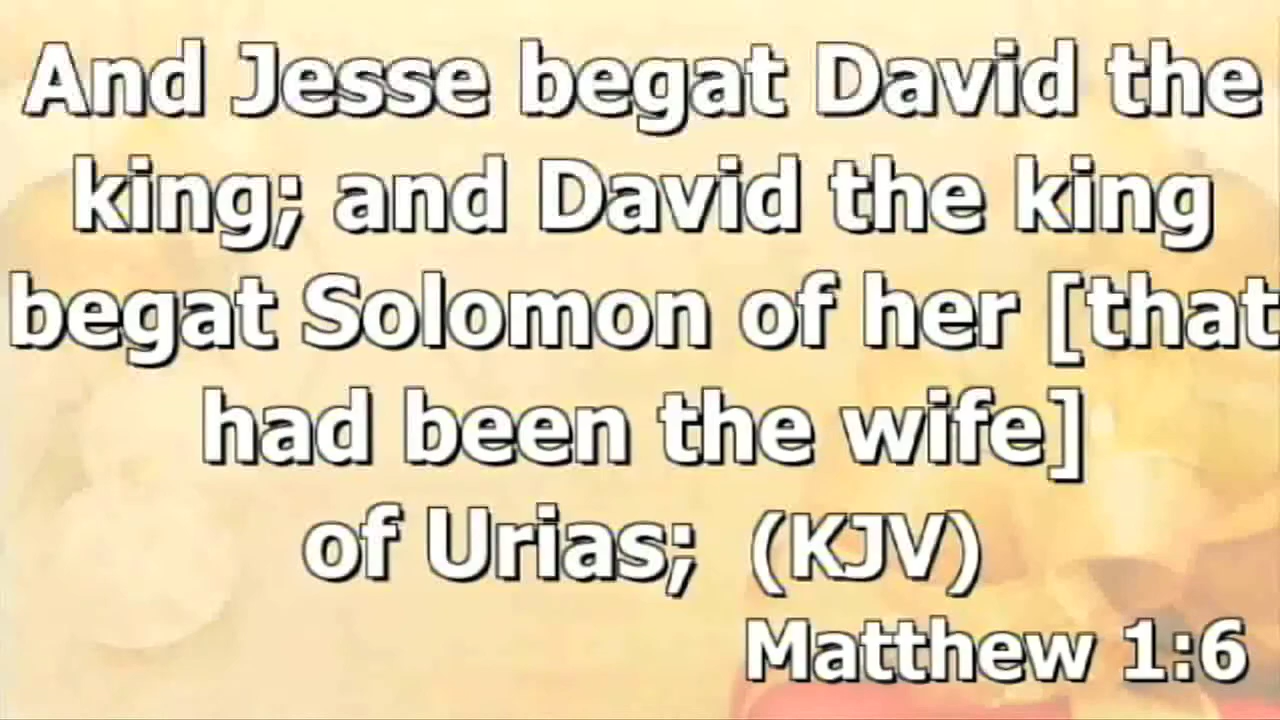 And Jesse begat David the
king; and David the king
begat Solomon of her [that
had been the wife]
of Urias; (KJV)
Matthew 1:6